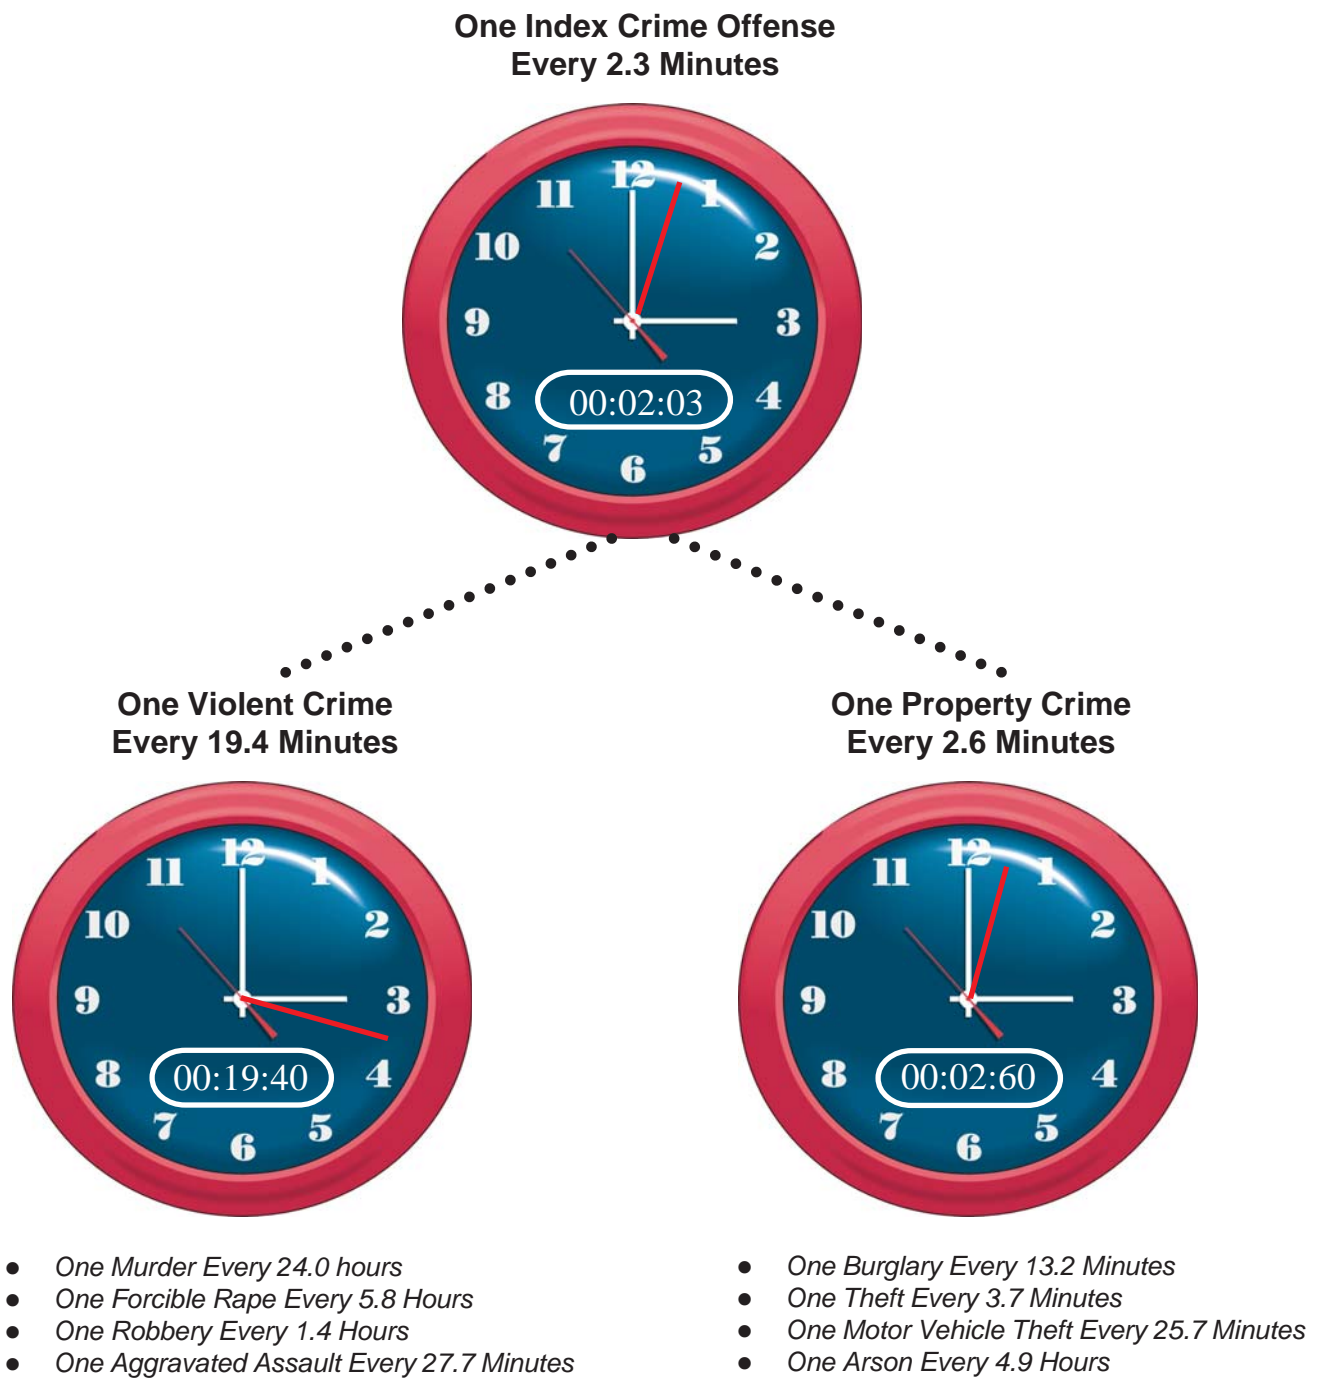 One Index Crime Offense
Every 2.3 Minutes
12
11
1
10
2
9
3
8
00:02:03
4
7
5
6
One Violent Crime
Every 19.4 Minutes
12
11
1
10
2
9
3
8
00:19:40
4
7
5
6
● One Murder Every 24.0 hours
● One Forcible Rape Every 5.8 Hours
● One Robbery Every 1.4 Hours
● One Aggravated Assault Every 27.7 Minutes
One Property Crime
Every 2.6 Minutes
12
11
1
10
2
9
3
8
00:02:60
4
7
5
6
● One Burglary Every 13.2 Minutes
● One Theft Every 3.7 Minutes
● One Motor Vehicle Theft Every 25.7 Minutes
● One Arson Every 4.9 Hours